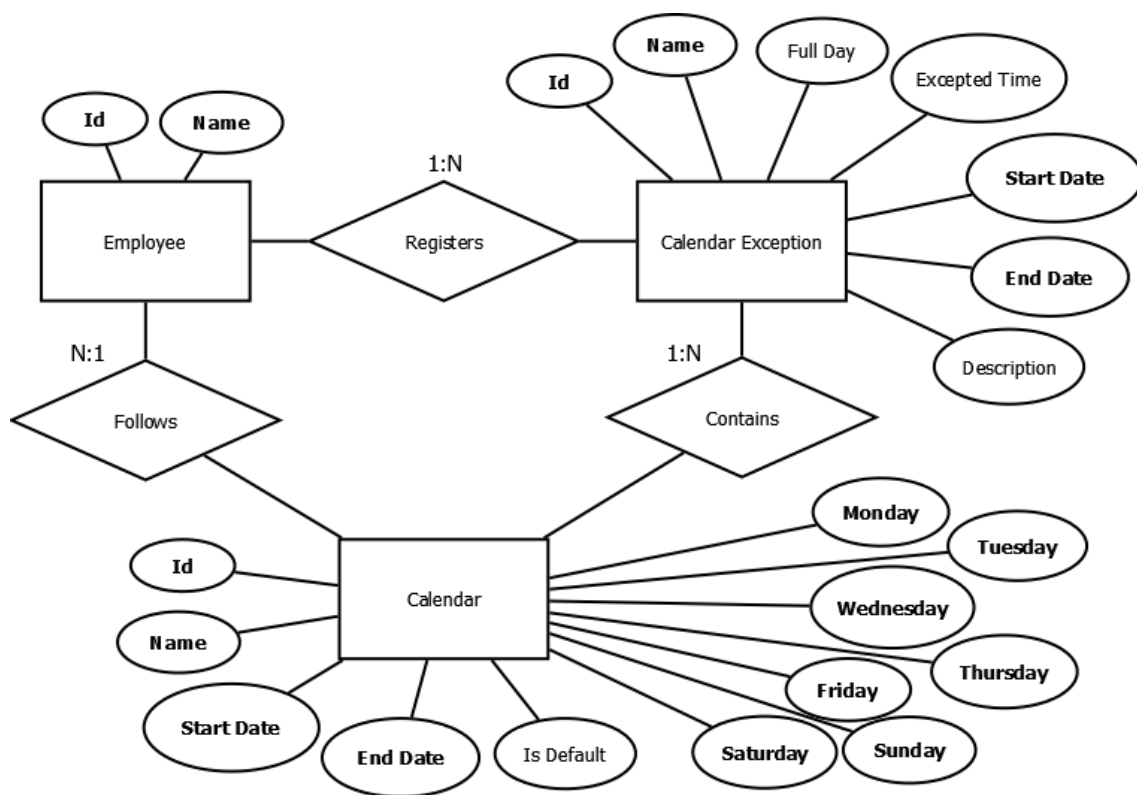 Id
Name
Employee
1:N
Registers
Id
Name
Full Day
Excepted Time
Calendar Exception
Start Date
End Date
Description
N:1
Follows
1:N
Contains
Calendar
Id
Name
Start Date
End Date
Is Default
Monday
Tuesday
Wednesday
Thursday
Friday
Saturday
Sunday